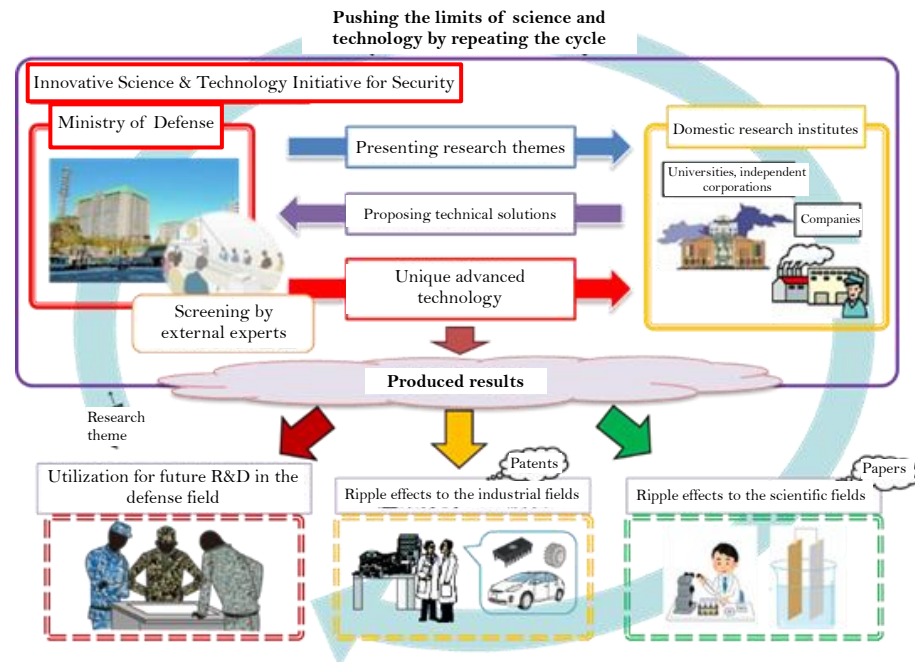 Pushing the limits of science and
technology by repeating the cycle
Innovative Science & Technology Initiative for Security
Ministry of Defense
Domestic research institutes
Presenting research themes
Universities, independent
corporations
Proposing technical solutions
Companies
Unique advanced
technology
Screening by
external experts
Produced results
Research
theme
Utilization for future R&D in the
defense field
Patents
Ripple effects to the industrial fields
Papers
Ripple effects to the scientific fields